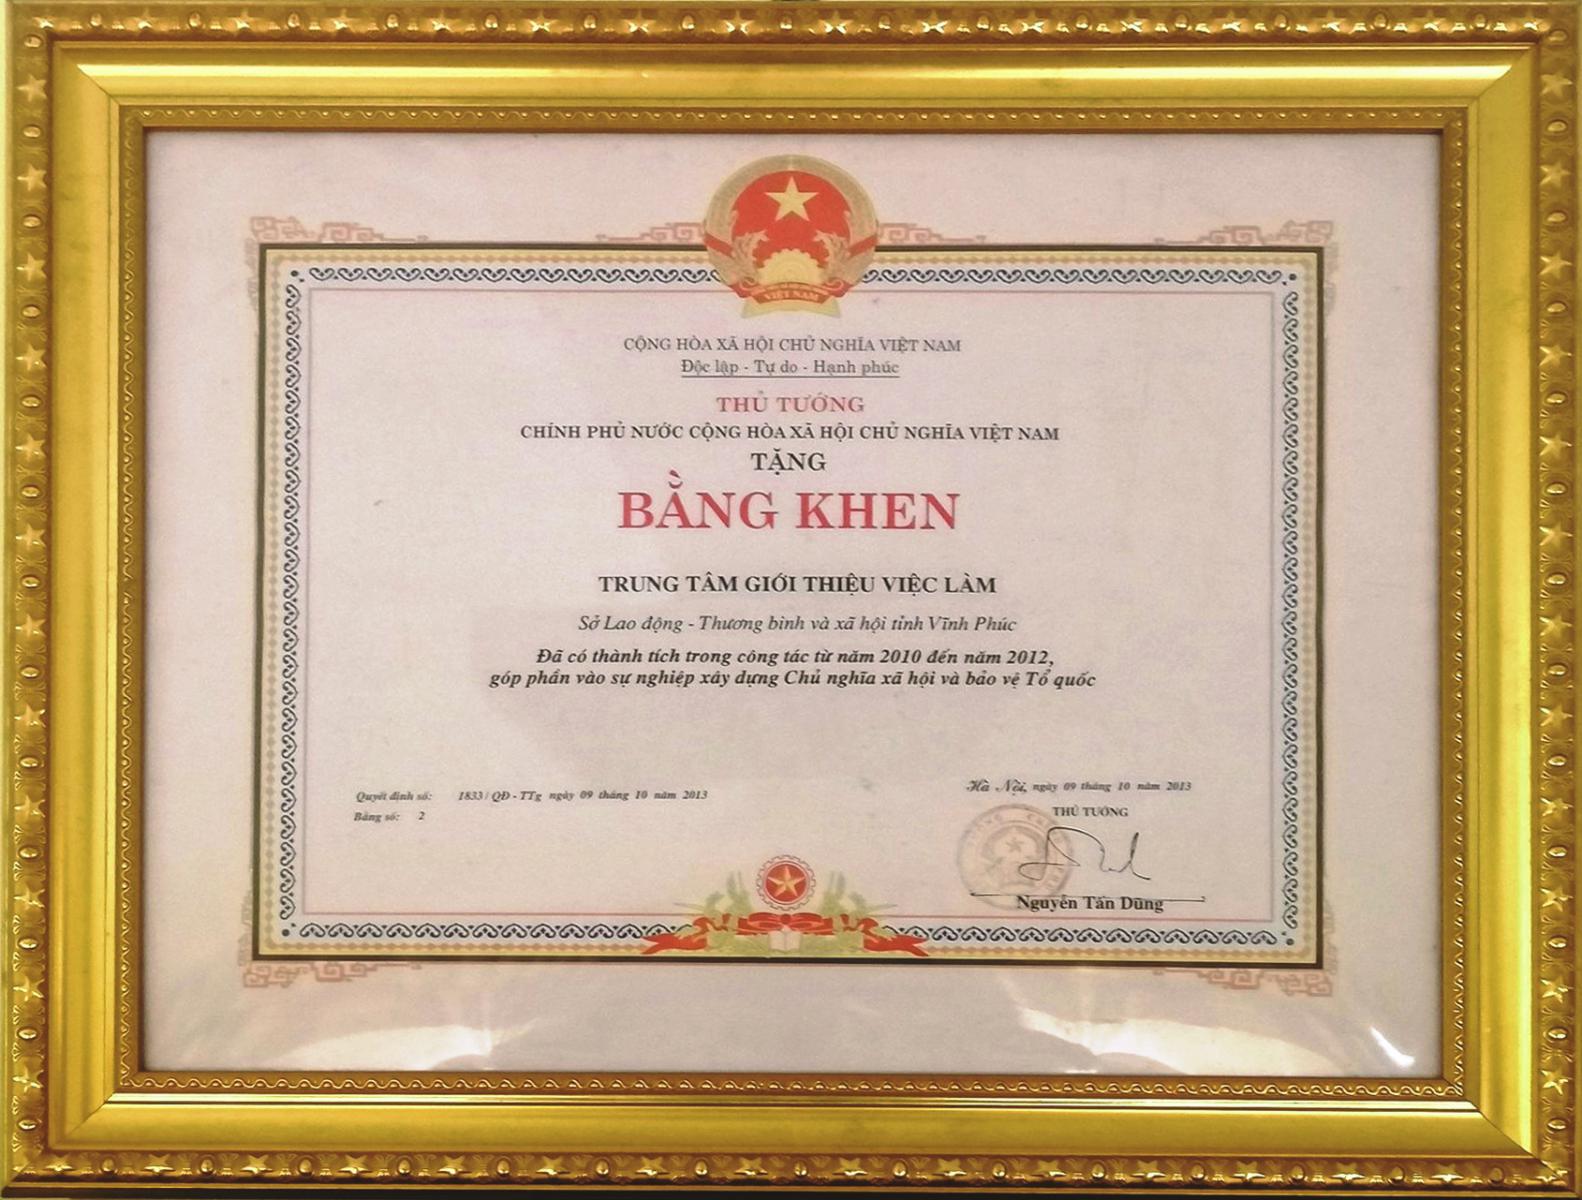 VIỆT NAM
CỘNG HÒA XÃ HỘI CHỦ NGHĨA VIỆT NAM
Độc lập - Tự do - Hạnh phúc
THỦ TƯỚNG
CHÍNH PHỦ NƯỚC CỘNG HÒA XÃ HỘI CHỦ NGHĨA VIỆT NAM
TẶNG
BẰNG KHEN
TRUNG TÂM GIỚI THIỆU VIỆC LÀM
Sở Lao động - Thương binh và xã hội tỉnh Vĩnh Phúc
Đã có thành tích trong công tác từ năm 2010 đến năm 2012,
góp phần vào sự nghiệp xây dựng Chủ nghĩa xã hội và bảo vệ Tổ quốc
Quyết định số: 1833/ QĐ - TTg ngày 09 tháng 10 năm 2013
Bằng số: 2
Hà Nội, ngày 09 tháng 10 năm 2013
THỦ TƯỚNG
Nguyễn Tấn Dũng